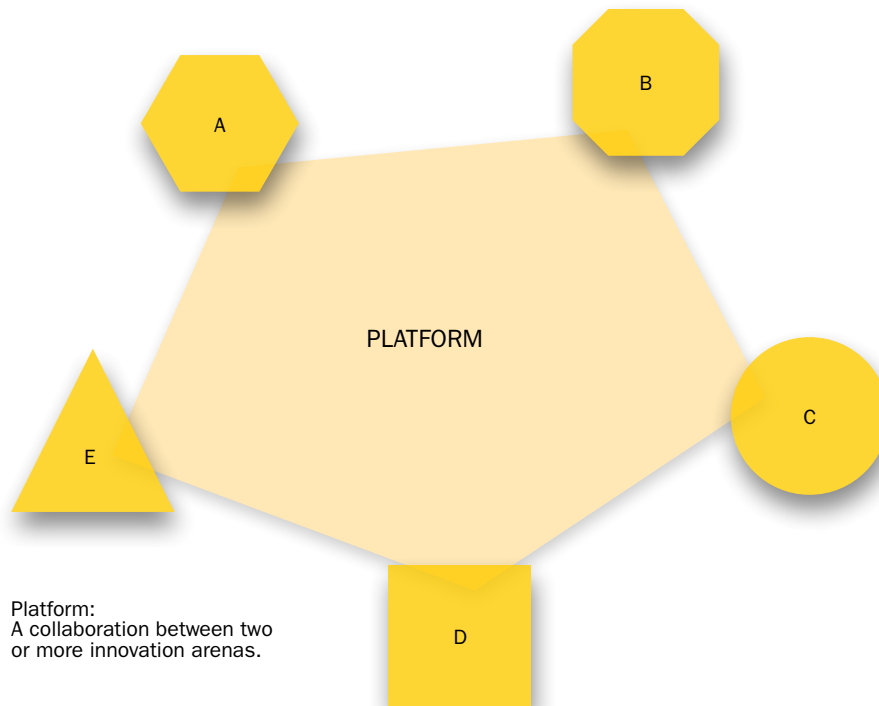 A
B
PLATFORM
C
E
D
Platform:
A collaboration between two
or more innovation arenas.